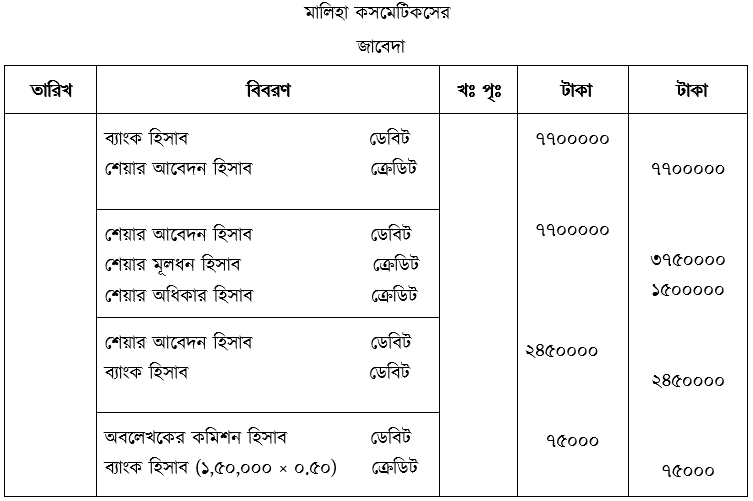 মালিহা কসমেটিকসের
জাবেদা
তারিখ বিবরণ খঃ পৃঃ টাকা টাকা
ব্যাংক হিসাব ডেবিট ৭৭০০০০০
শেয়ার আবেদন হিসাব ক্রেডিট ৭৭০০০০০
শেয়ার আবেদন হিসাব ডেবিট ৭৭০০০০০
শেয়ার মূলধন হিসাব ক্রেডিট ৩৭৫০০০০
শেয়ার অধিকার হিসাব ক্রেডিট ১৫০০০০০
শেয়ার আবেদন হিসাব ডেবিট ২৪৫০০০০
ব্যাংক হিসাব ডেবিট ২৪৫০০০০
অবলেখকের কমিশন হিসাব ডেবিট ৭৫০০০
ব্যাংক হিসাব (১,৫০,০০০ × ০.৫০) ক্রেডিট ৭৫০০০